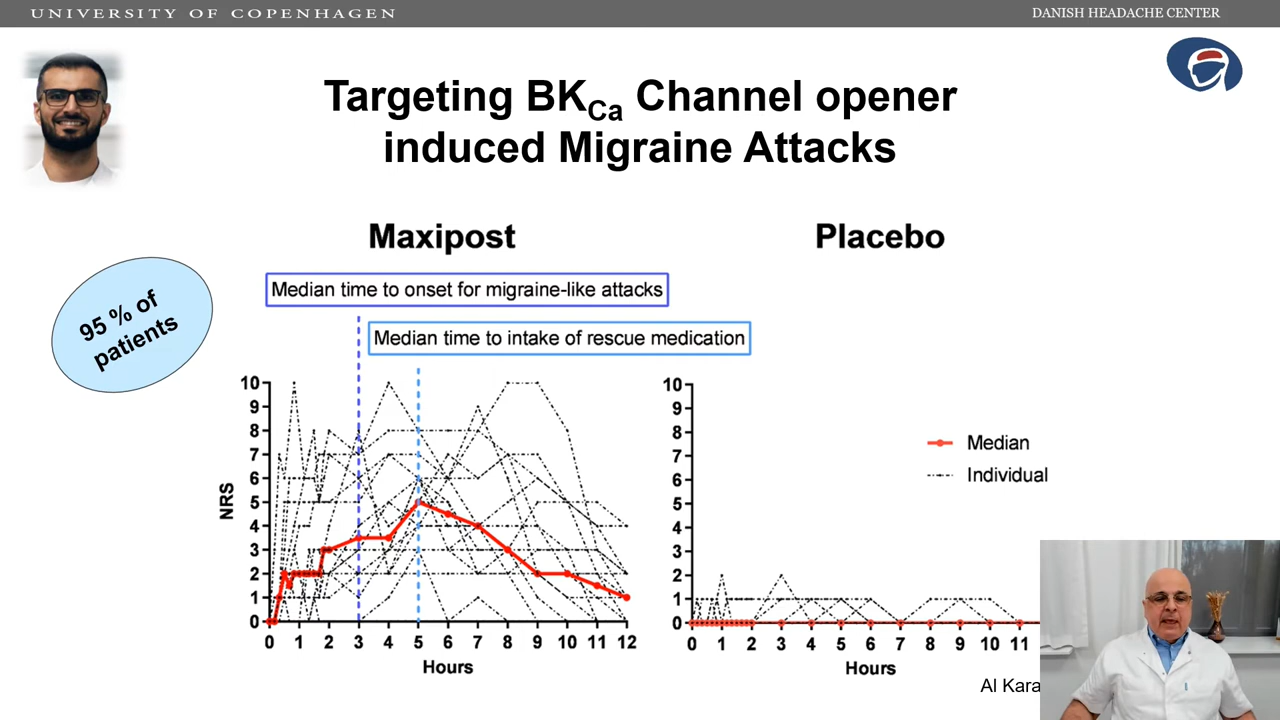 UNIVERSITY OF COPENHAGEN
DANISH HEADACHE CENTER
Targeting BKCa Channel opener
induced Migraine Attacks
Maxipost
Placebo
95 % of
patients
Median time to onset for migraine-like attacks
Median time to intake of rescue medication
10
9
8
7
6
5
4
3
2
1
0
NRS
0 1 2 3 4 5 6 7 8 9 10 11 12
Hours
10
9
8
7
6
5
4
3
2
1
0
0 1 2 3 4 5 6 7 8 9 10 11
Hours
Median
Individual
Al Kara